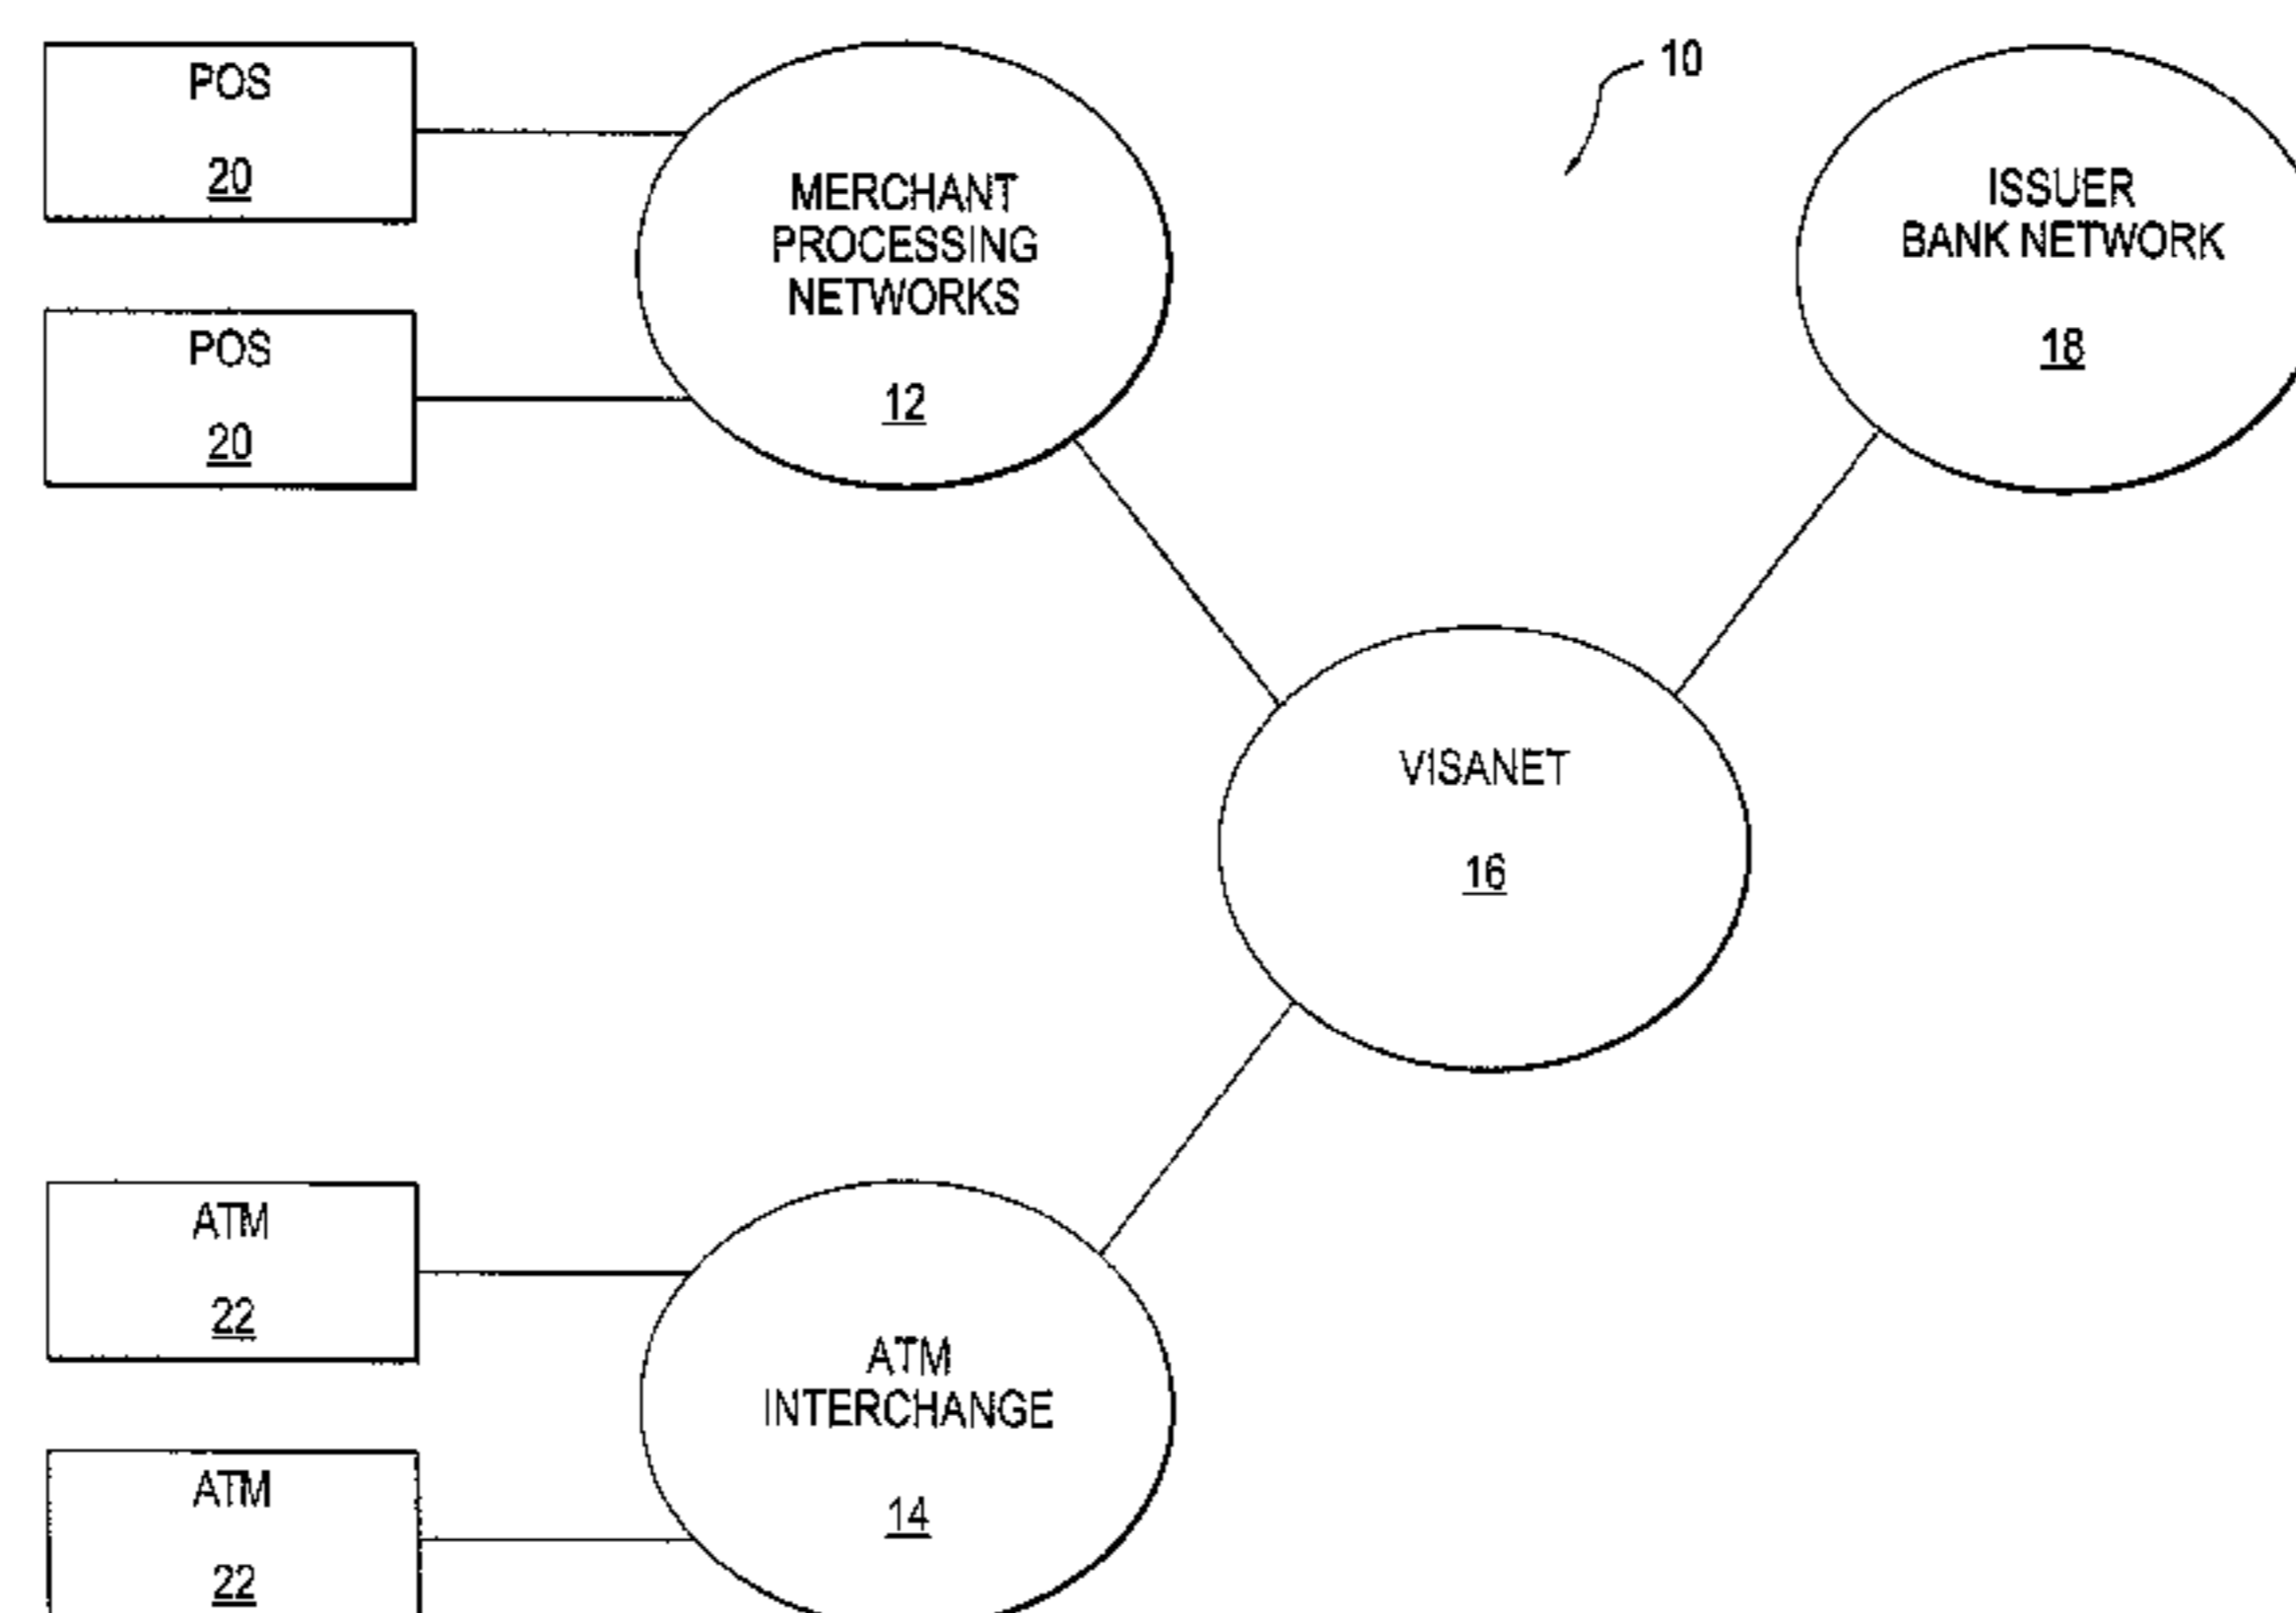 POS
20
POS
20
MERCHANT
PROCESSING
NETWORKS
12
10
ISSUER
BANK NETWORK
18
VISANET
16
ATM
22
ATM
22
ATM
INTERCHANGE
14